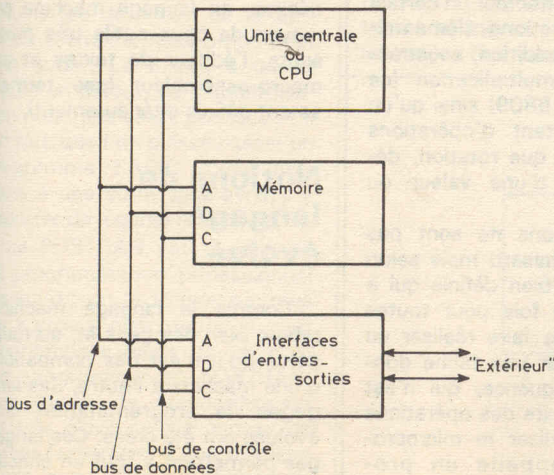 A
D
C
Unité centrale
ou
CPU
A
D
C
Mémoire
A
D
C
Interfaces
d'entrées-
sorties
"Extérieur"
bus d'adresse
bus de contrôle
bus de données